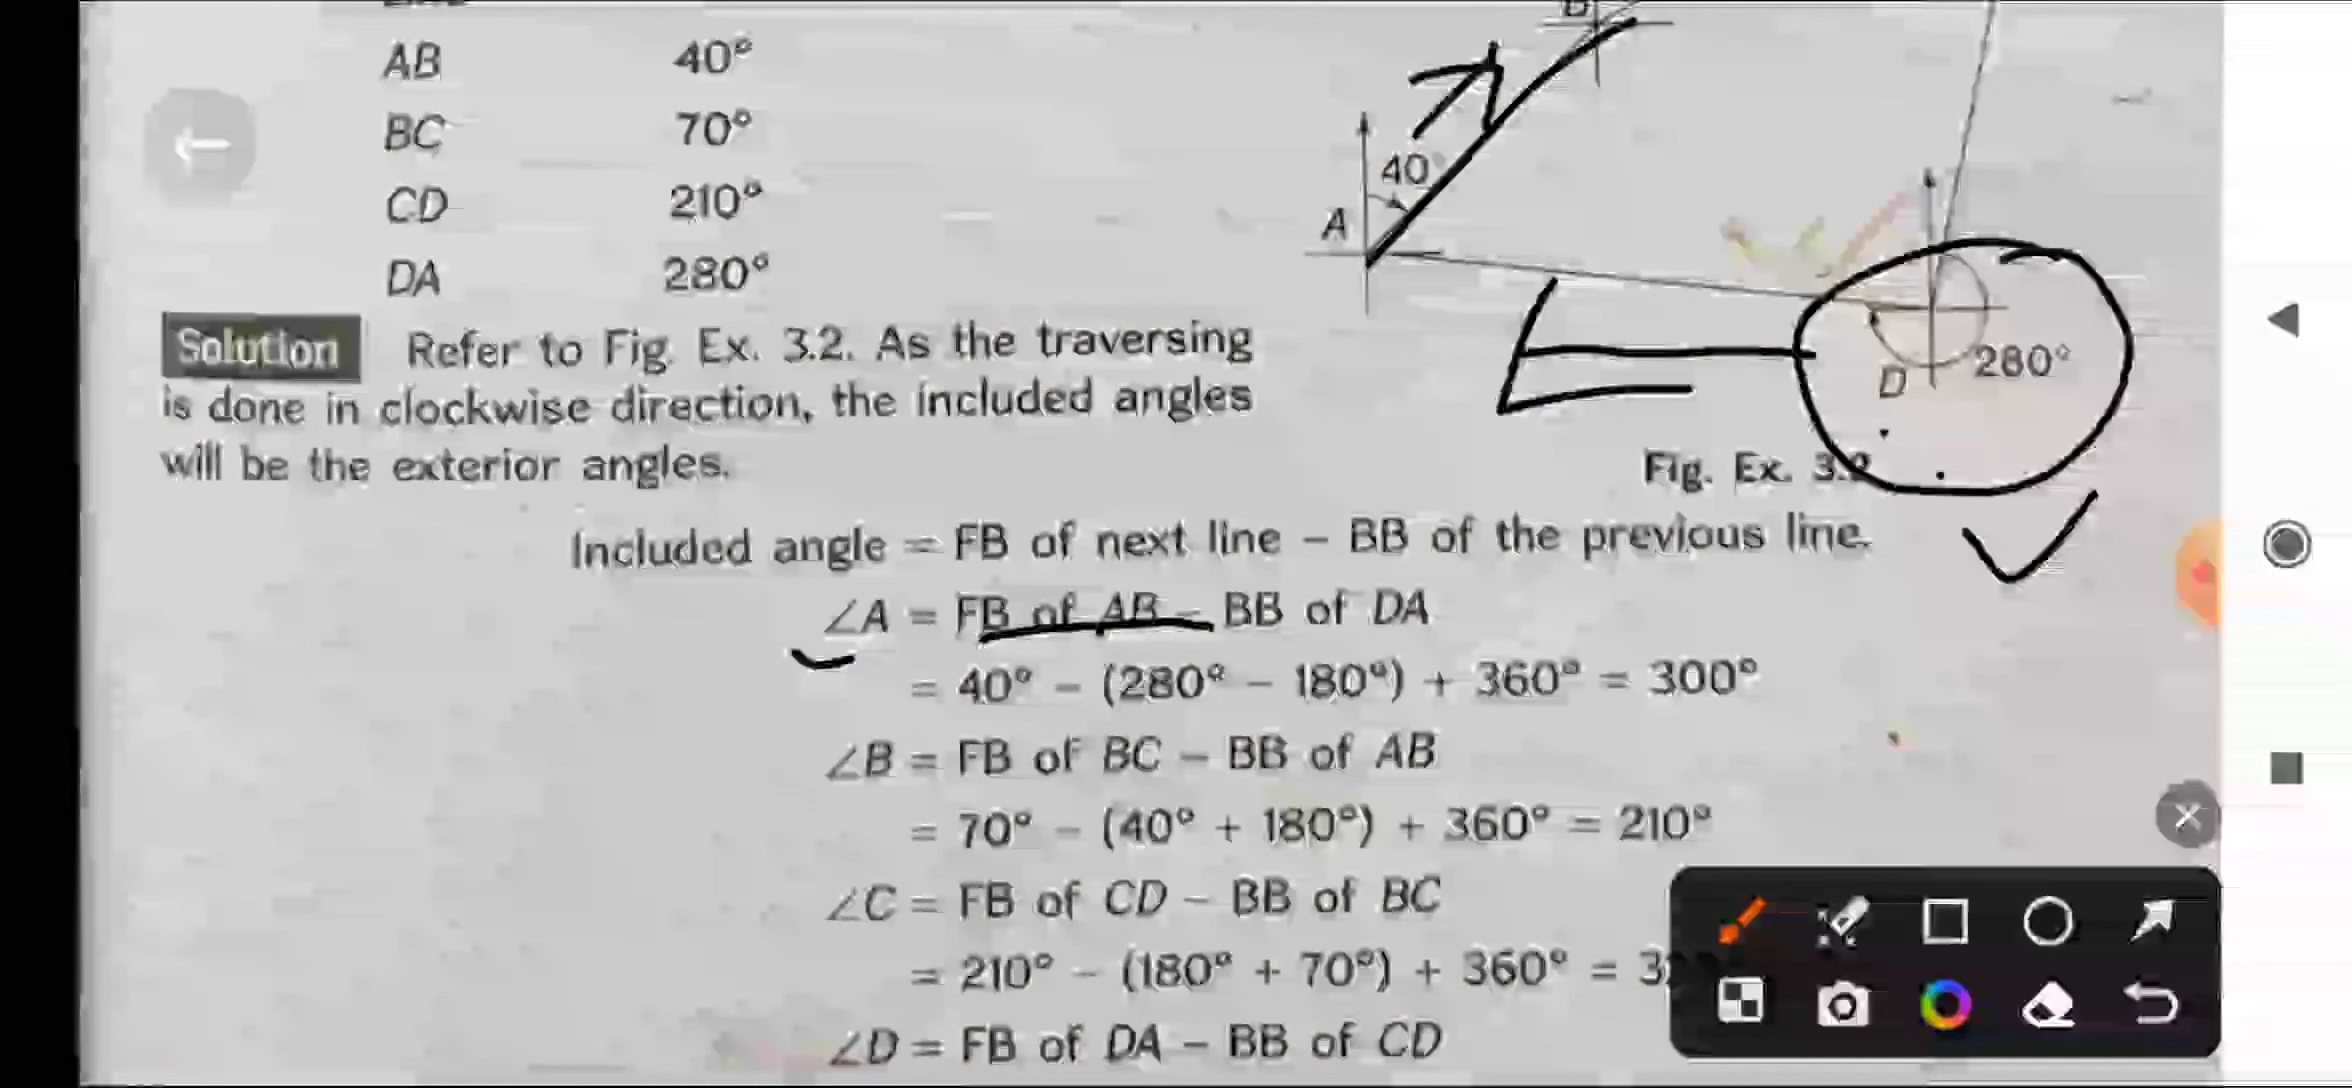 AB 40°
BC 70°
CD 210°
DA 280°
40
A
D
280°
Fig. Ex.
Solution Refer to Fig. Ex. 3.2. As the traversing
is done in clockwise direction, the included angles
will be the exterior angles.
Included angle = FB of next line – BB of the previous line.
∠A = FB of AB – BB of DA
= 40° – (280° – 180°) + 360° = 300°
∠B = FB of BC – BB of AB
= 70° – (40° + 180°) + 360° = 210°
∠C = FB of CD – BB of BC
= 210° – (180° + 70°) + 360° = 3
∠D = FB of DA – BB of CD